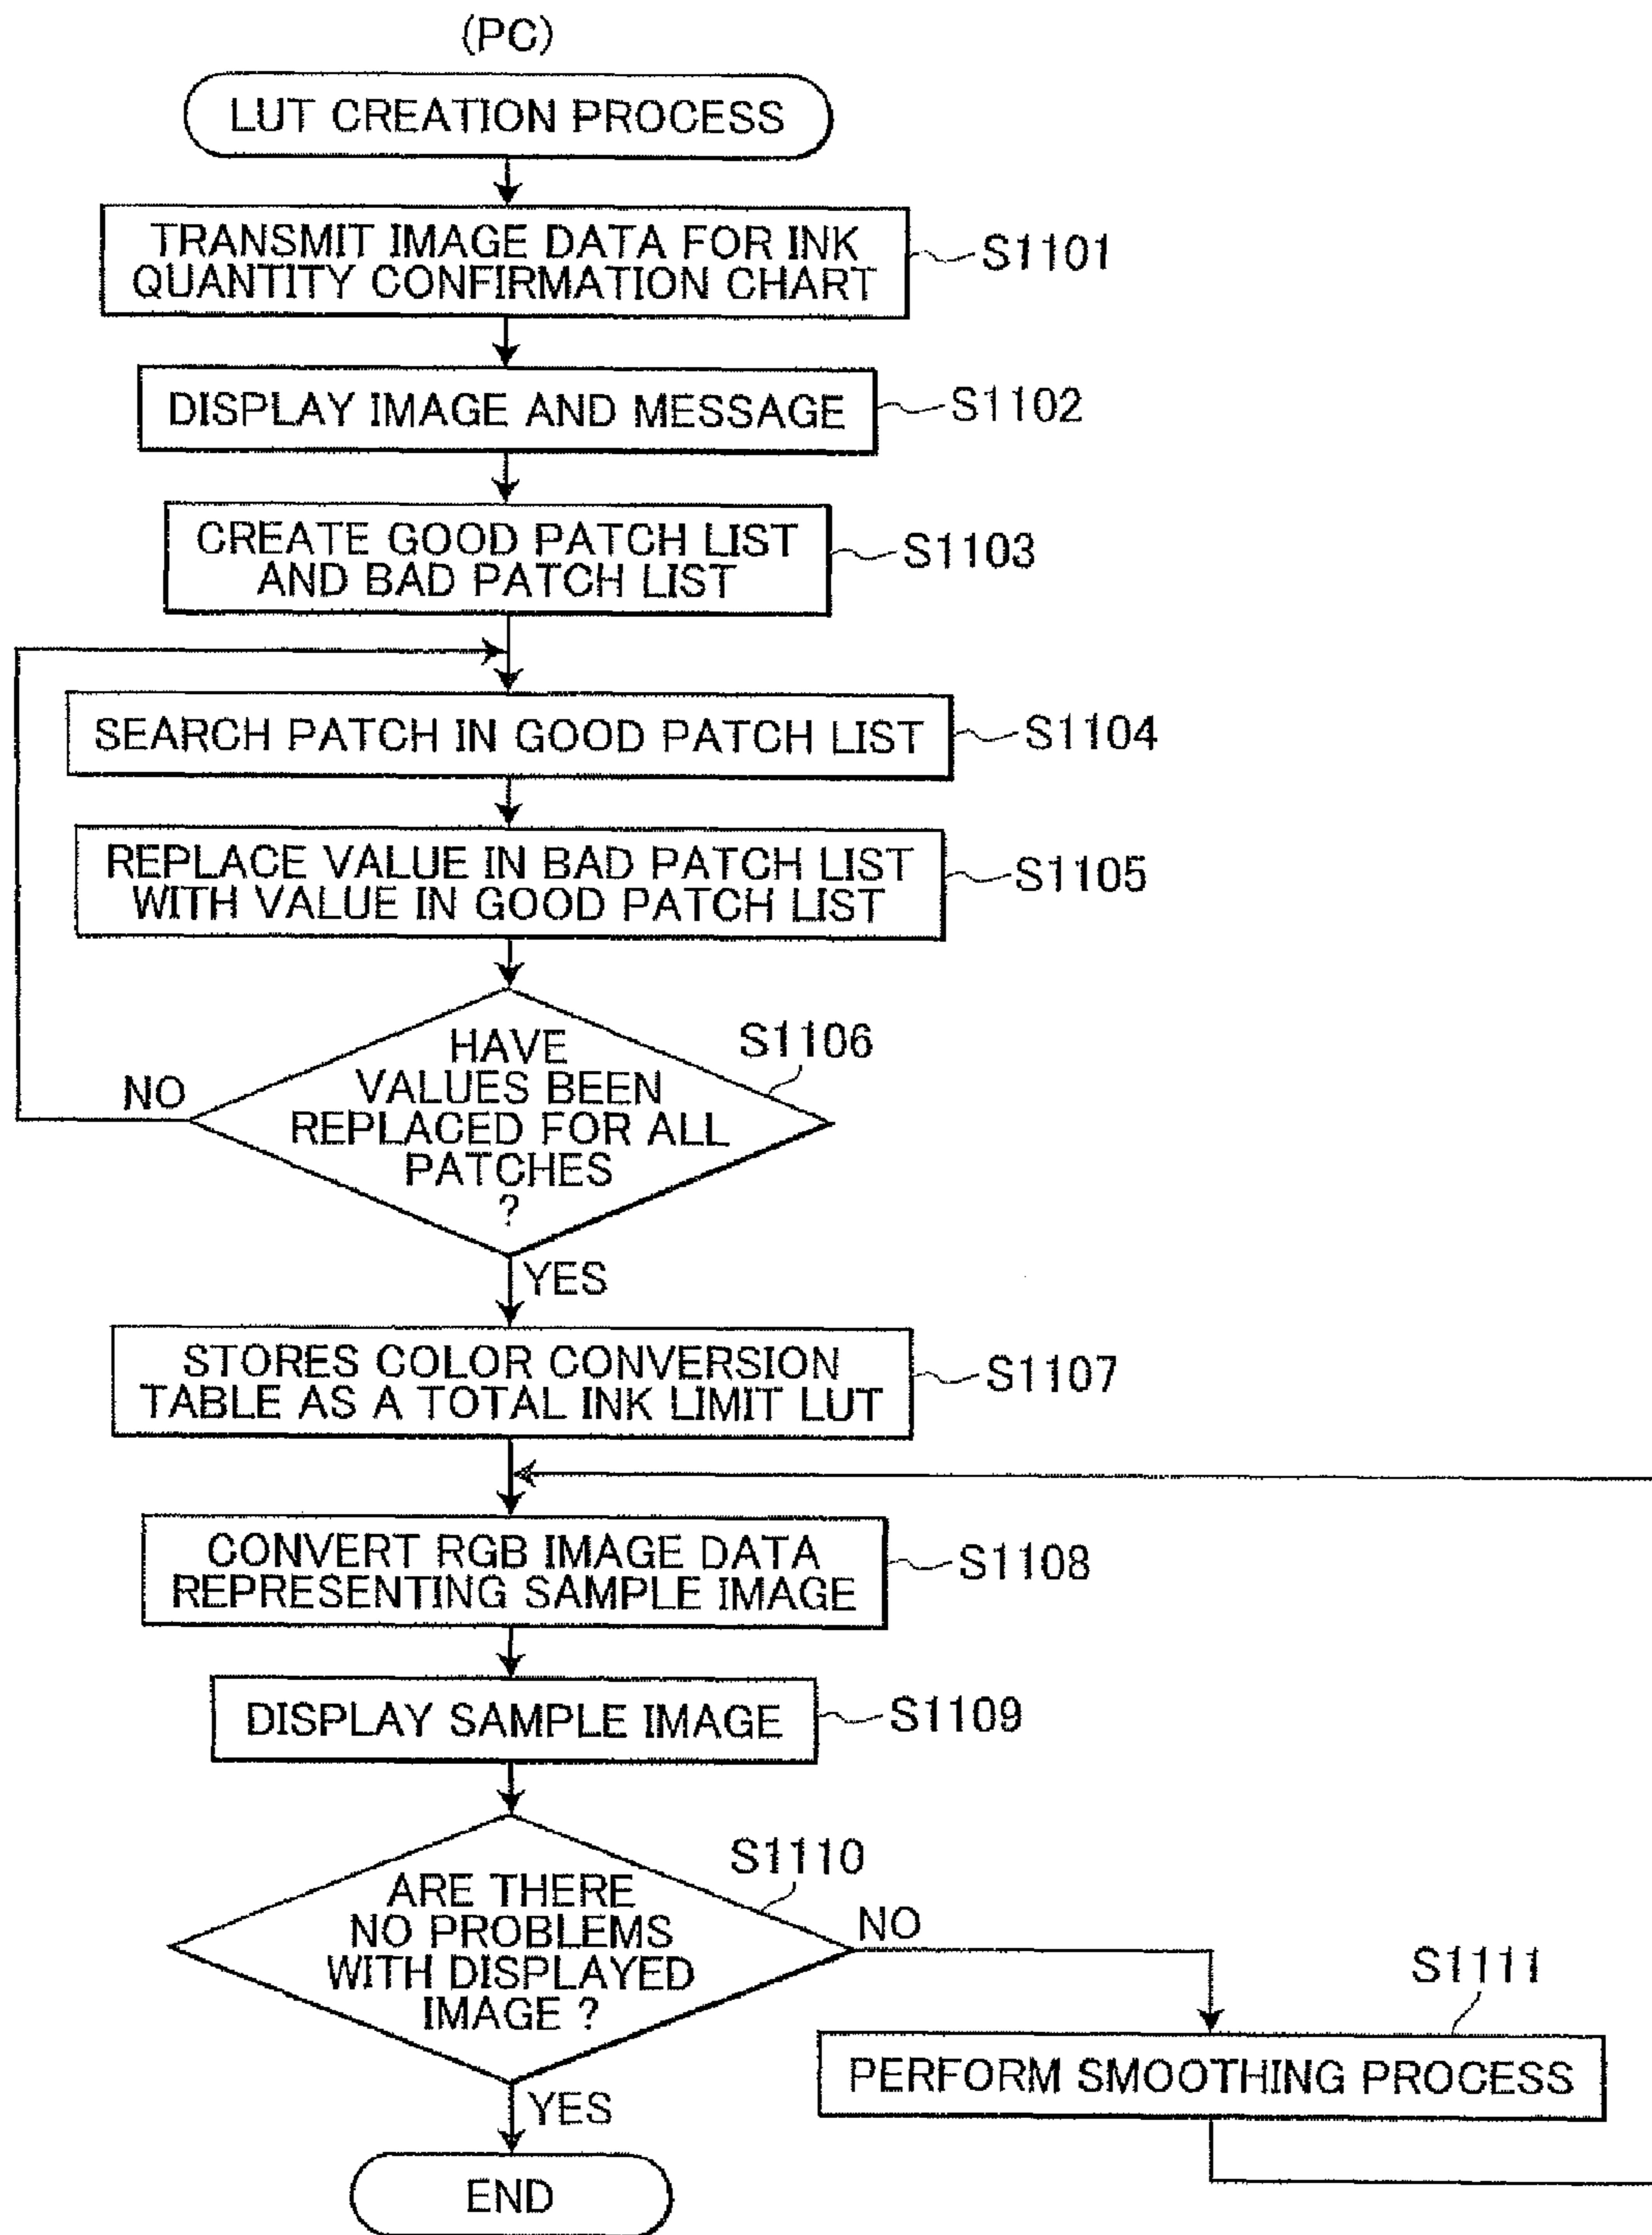 (PC)
LUT CREATION PROCESS
TRANSMIT IMAGE DATA FOR INK
QUANTITY CONFIRMATION CHART
S1101
DISPLAY IMAGE AND MESSAGE
S1102
CREATE GOOD PATCH LIST
AND BAD PATCH LIST
S1103
SEARCH PATCH IN GOOD PATCH LIST
S1104
REPLACE VALUE IN BAD PATCH LIST
WITH VALUE IN GOOD PATCH LIST
S1105
S1106
HAVE
VALUES BEEN
REPLACED FOR ALL
PATCHES
?
NO
YES
STORES COLOR CONVERSION
TABLE AS A TOTAL INK LIMIT LUT
S1107
CONVERT RGB IMAGE DATA
REPRESENTING SAMPLE IMAGE
S1108
DISPLAY SAMPLE IMAGE
S1109
S1110
ARE THERE
NO PROBLEMS
WITH DISPLAYED
IMAGE ?
NO
S1111
PERFORM SMOOTHING PROCESS
YES
END